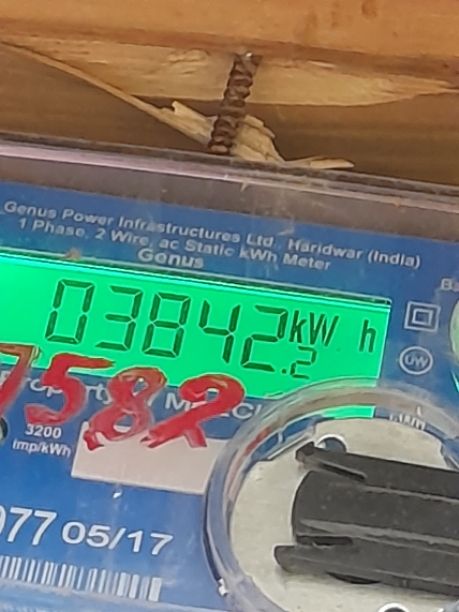 Genus Power Infrastructures Ltd. Haridwar (India)
1 Phase, 2 Wire, ac Static kWh Meter
Genus
03842.2 kW h
7582
3200
imp/kWh
077 05/17